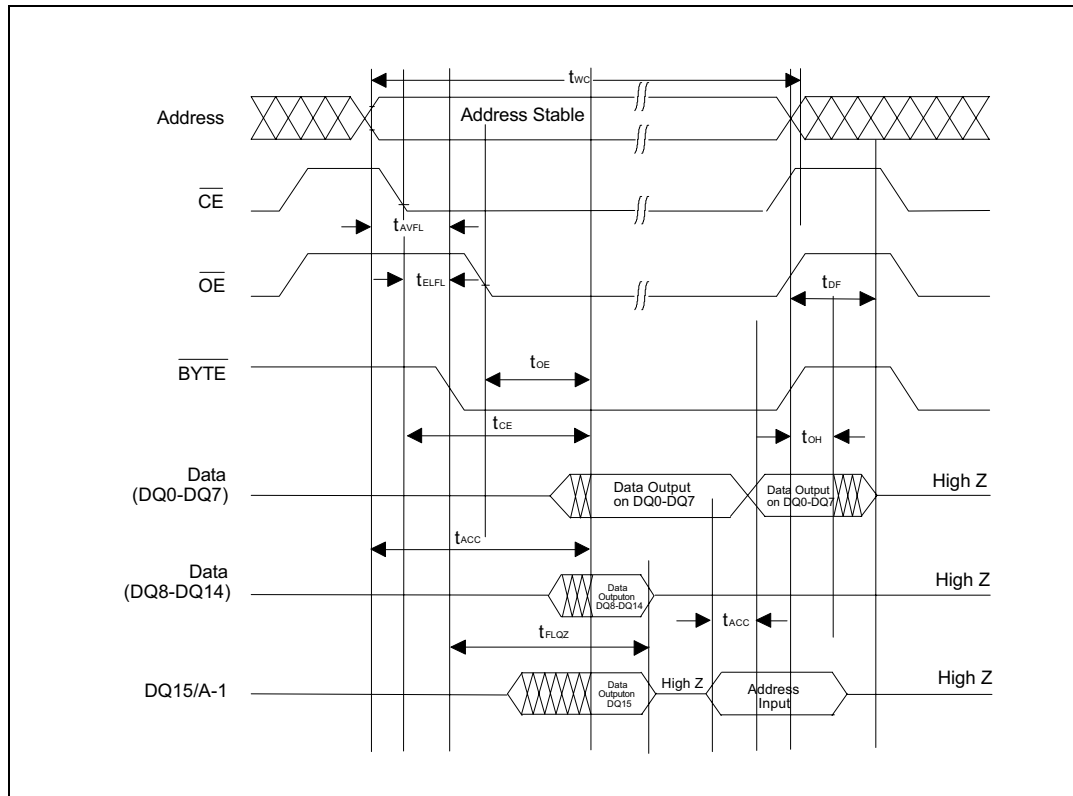 tWC
Address
Address Stable
CE
tAVFL
OE
tELFL
tDF
BYTE
tOE
tCE
tOH
Data
(DQ0-DQ7)
Data Output
on DQ0-DQ7
Data Output
on DQ0-DQ7
High Z
tACC
Data
(DQ8-DQ14)
Data
Outputon
DQ8-DQ14
High Z
tACC
tFLQZ
DQ15/A-1
Data
Outputon
DQ15
High Z
Address
Input
High Z